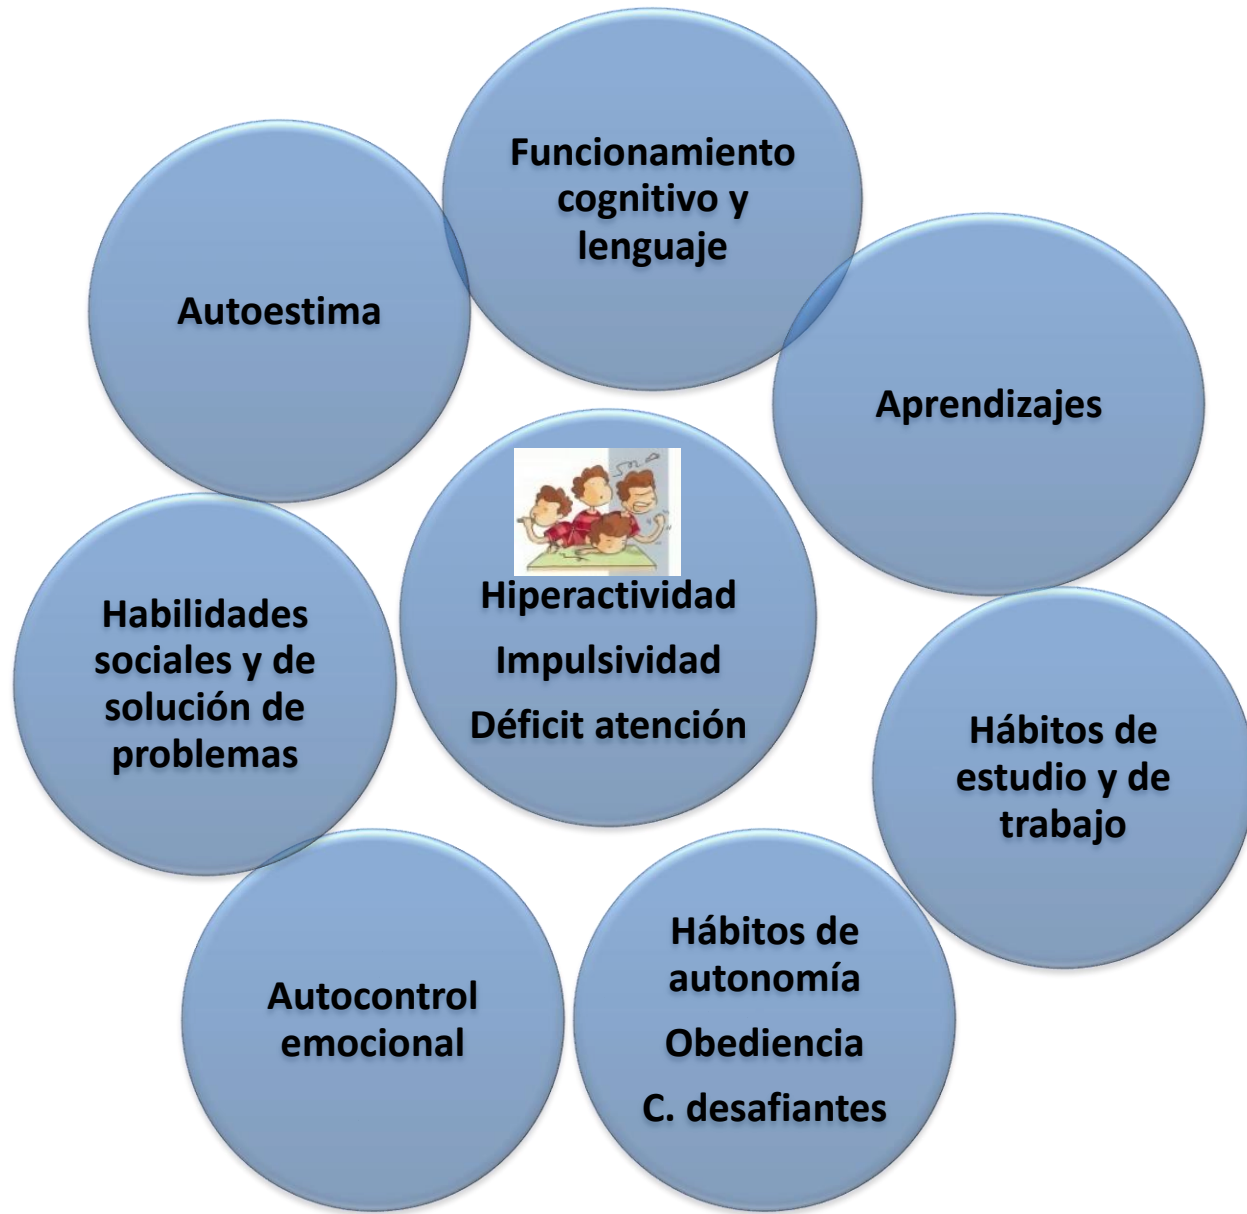 Funcionamiento
cognitivo y
lenguaje
Autoestima
Aprendizajes
Hiperactividad
Impulsividad
Déficit atención
Habilidades
sociales y de
solución de
problemas
Hábitos de
estudio y de
trabajo
Hábitos de
autonomía
Obediencia
C. desafiantes
Autocontrol
emocional